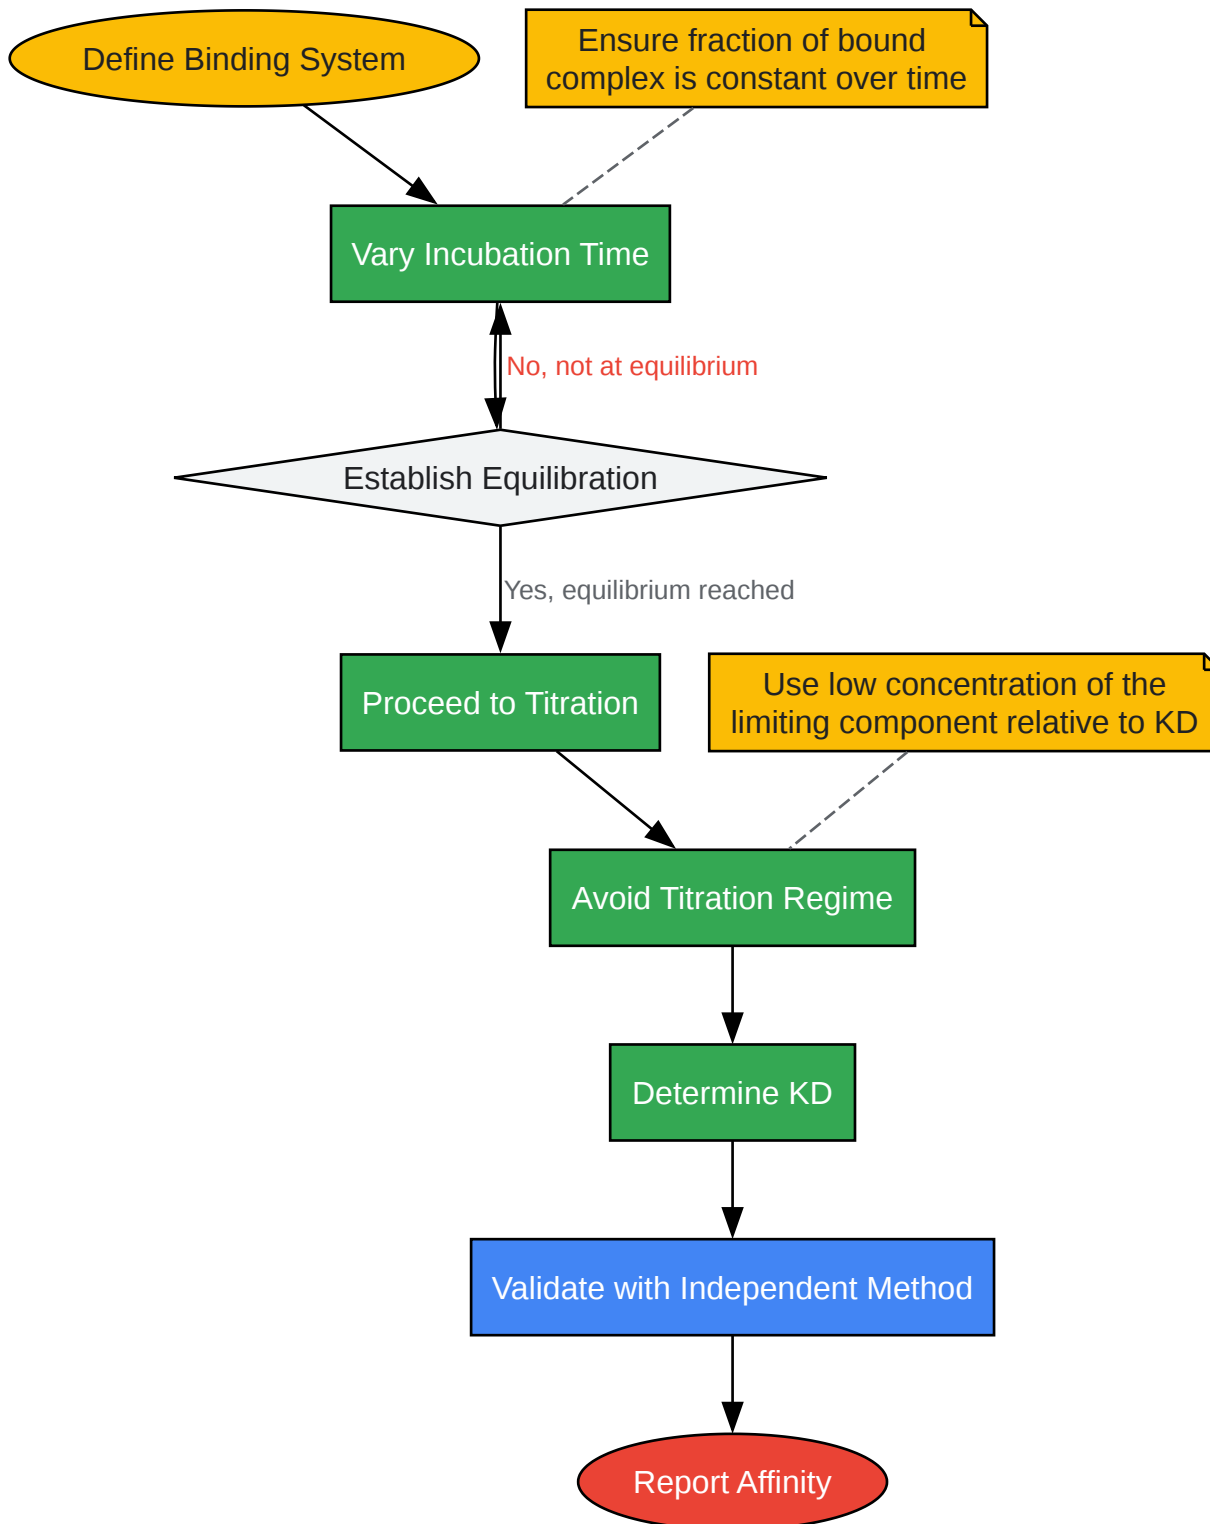 Define Binding System
Ensure fraction of bound
complex is constant over time
Vary Incubation Time
No, not at equilibrium
Establish Equilibration
Yes, equilibrium reached
Proceed to Titration
Use low concentration of the
limiting component relative to KD
Avoid Titration Regime
Determine KD
Validate with Independent Method
Report Affinity